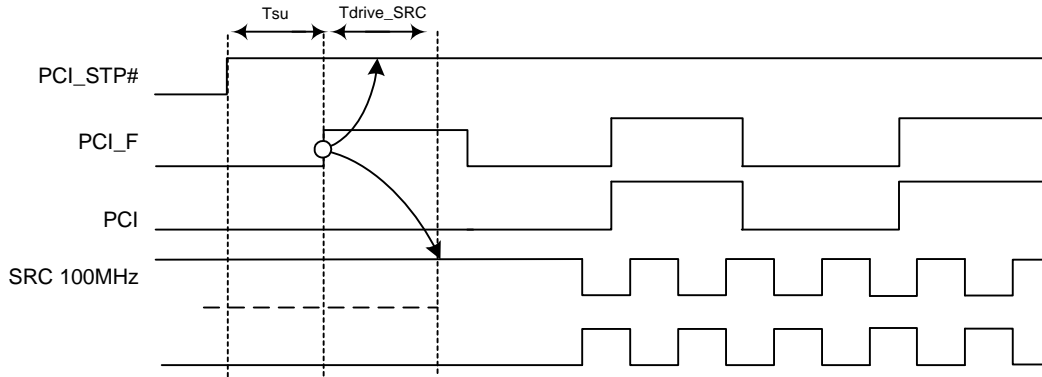 Tsu
Tdrive_SRC
PCI_STP#
PCI_F
PCI
SRC 100MHz